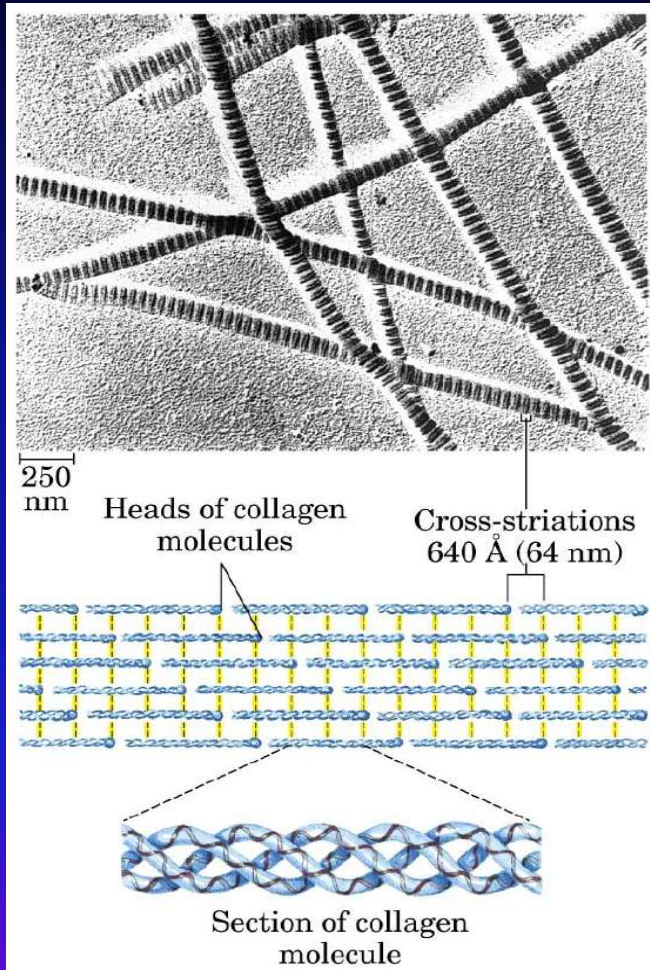 250
nm
Heads of collagen
molecules
Cross-striations
640 Å (64 nm)
Section of collagen
molecule